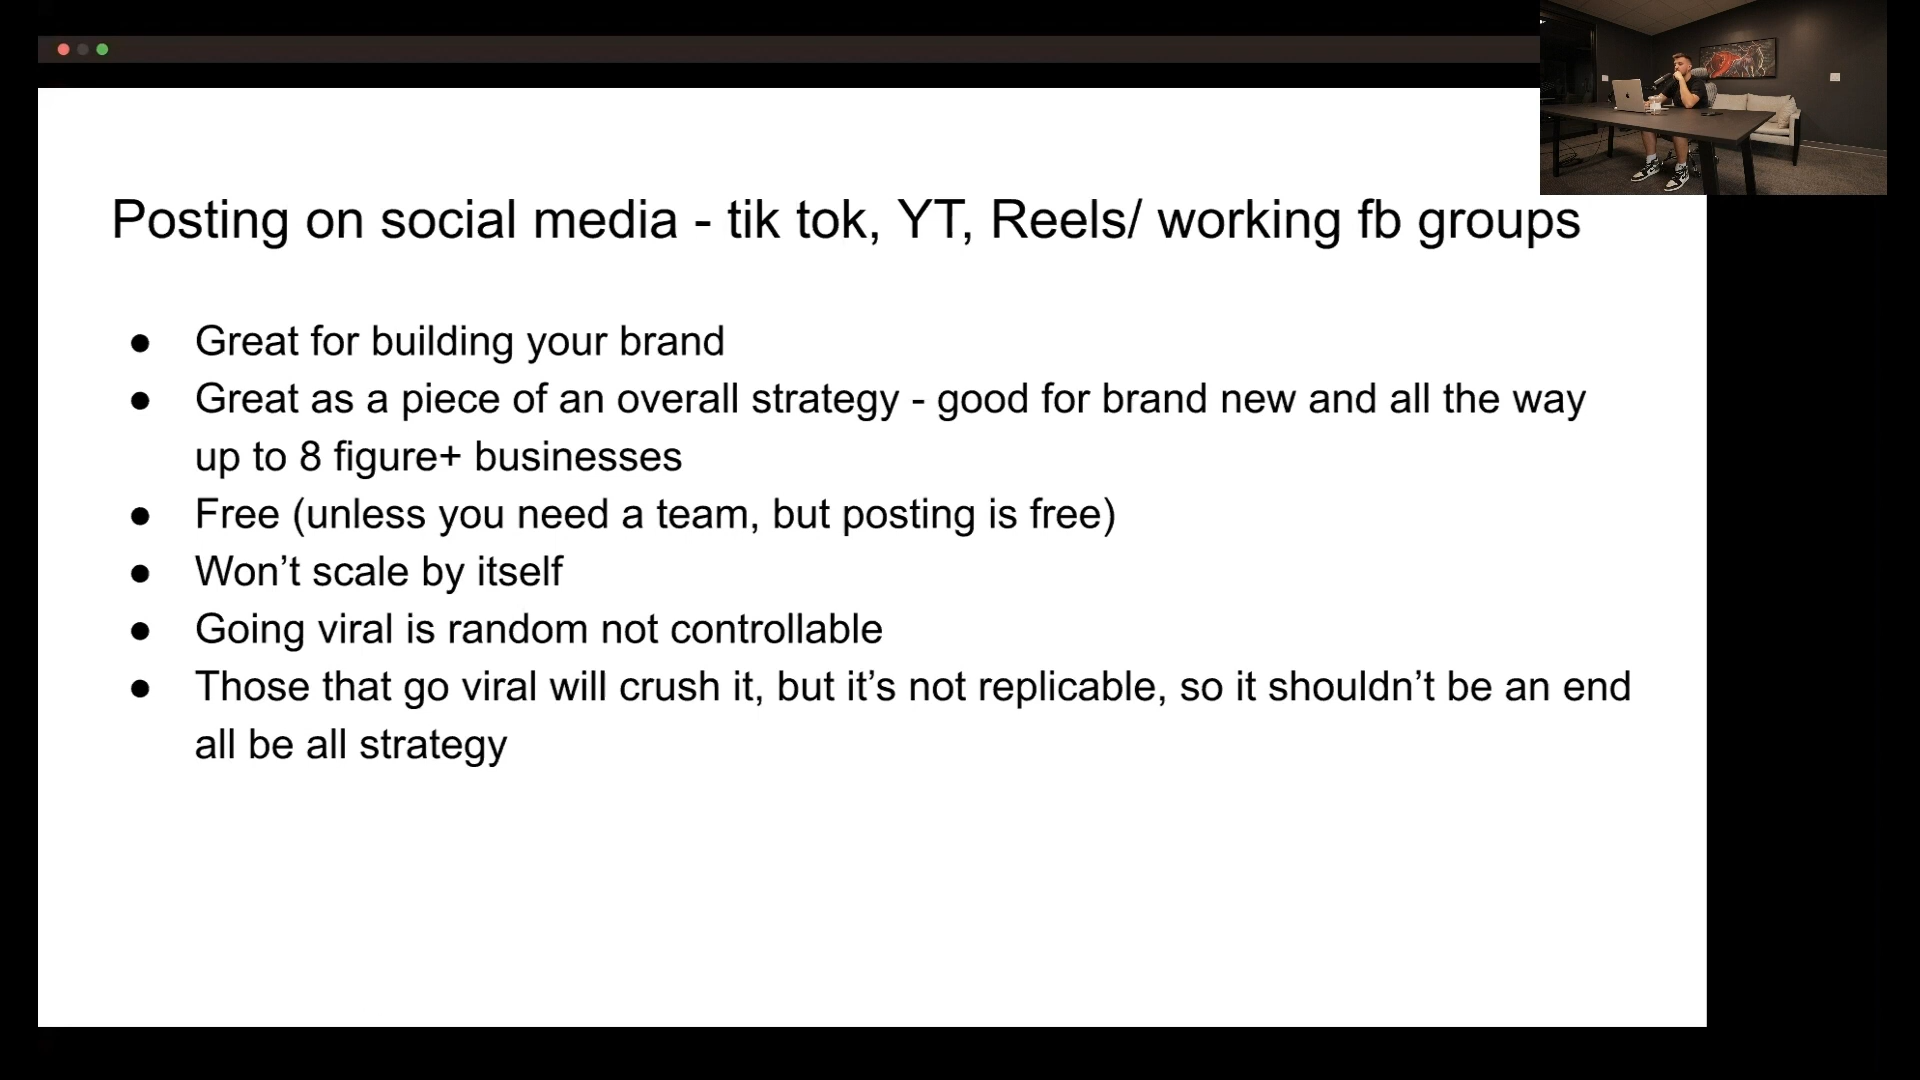 Posting on social media - tik tok, YT, Reels/ working fb groups
● Great for building your brand
● Great as a piece of an overall strategy - good for brand new and all the way
up to 8 figure+ businesses
● Free (unless you need a team, but posting is free)
● Won’t scale by itself
● Going viral is random not controllable
● Those that go viral will crush it, but it’s not replicable, so it shouldn’t be an end
all be all strategy